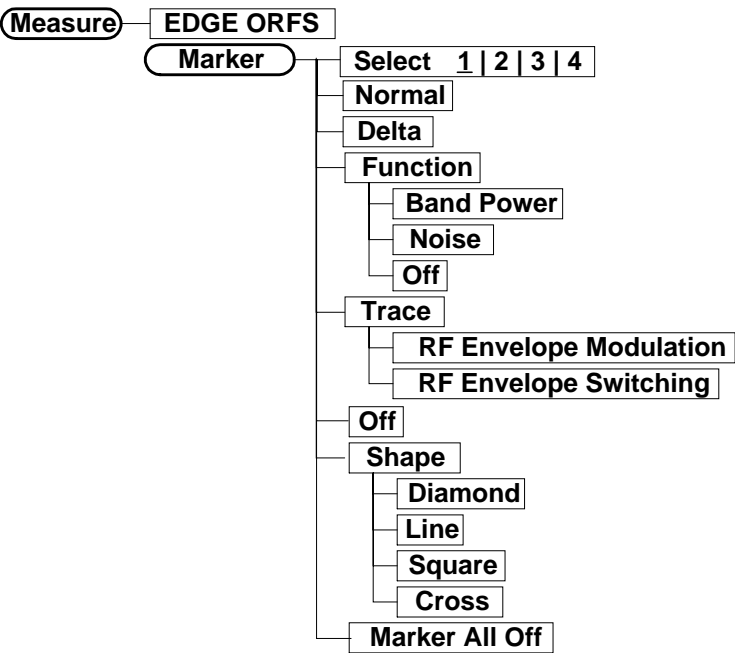 Measure EDGE ORFS
Marker Select 1 | 2 | 3 | 4
Normal
Delta
Function
Band Power
Noise
Off
Trace
RF Envelope Modulation
RF Envelope Switching
Off
Shape
Diamond
Line
Square
Cross
Marker All Off